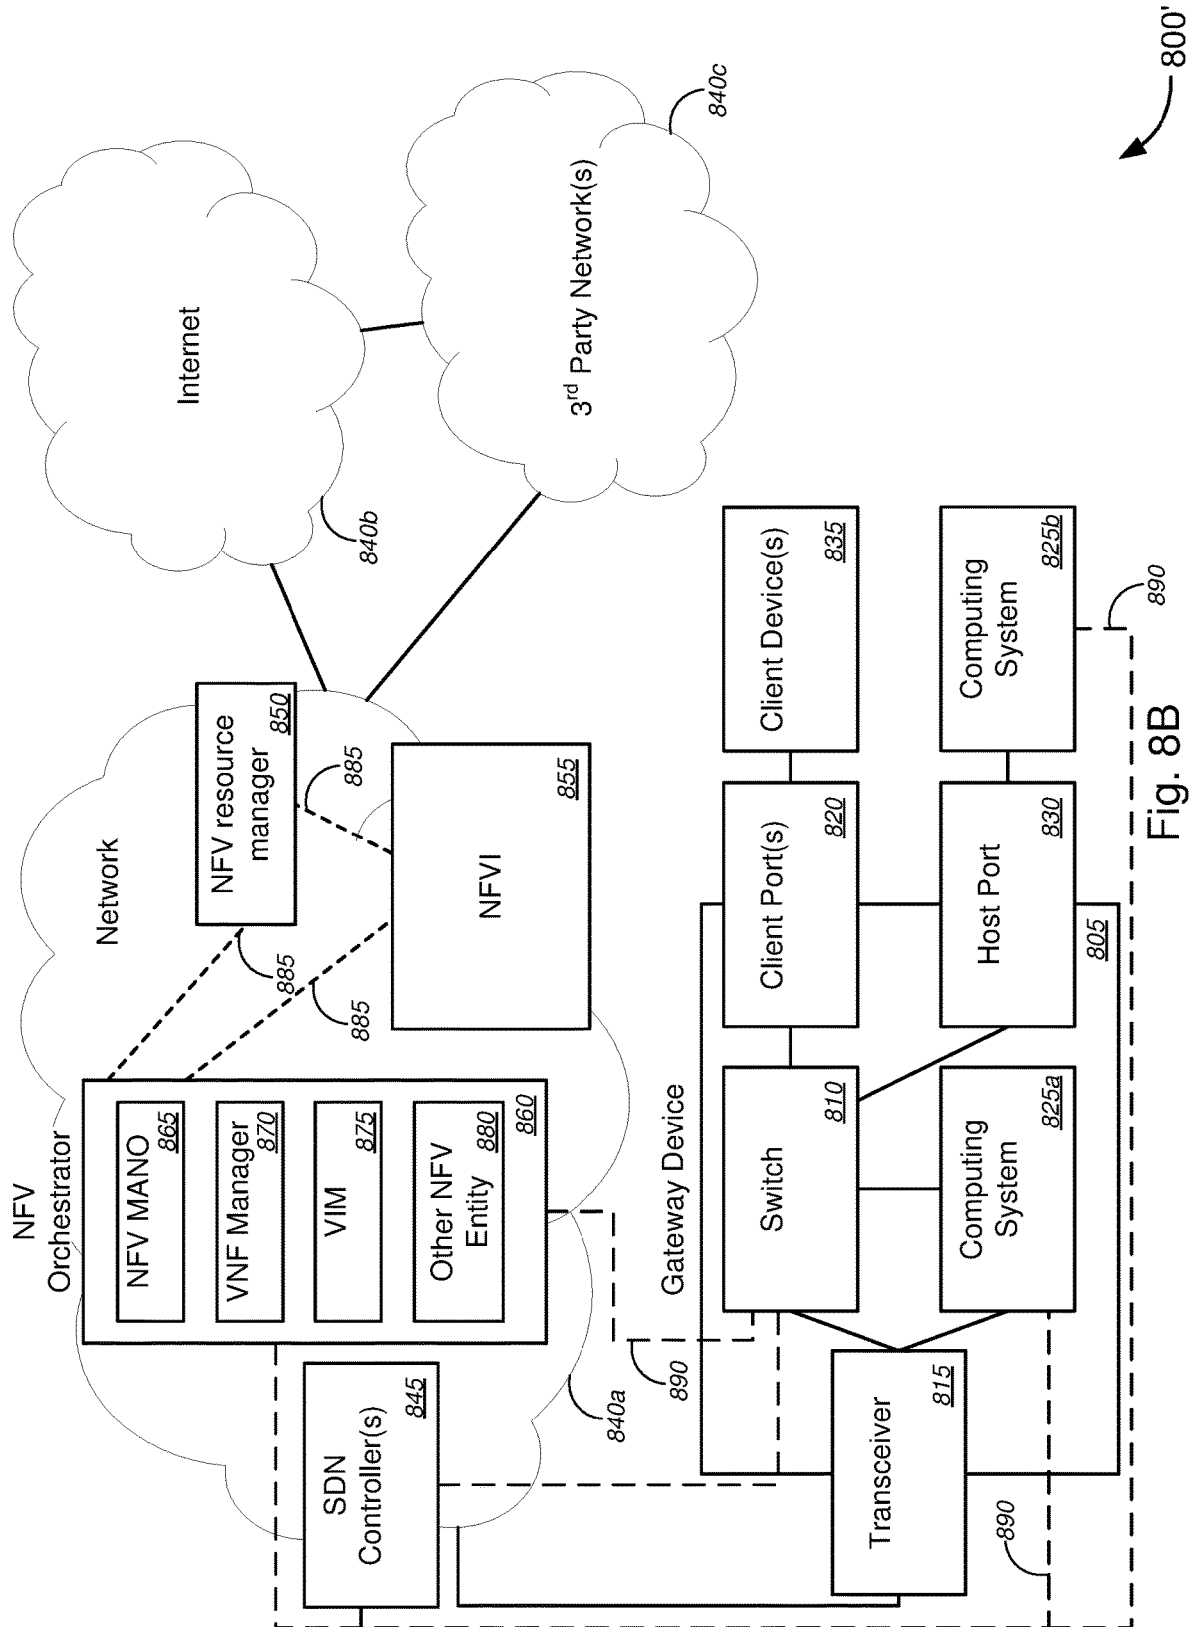 800'
NFV
Orchestrator
NFV MANO
865
VNF Manager
870
VIM
875
Other NFV
Entity
880
860
SDN
Controller(s)
845
Network
NFV resource
manager
850
885
885
885
NFVI
855
Internet
840b
3rd Party Network(s)
840c
840a
890
Gateway Device
Transceiver
815
Switch
810
Client Port(s)
820
Client Device(s)
835
Computing
System
825a
Host Port
830
805
Computing
System
825b
890
890
Fig. 8B